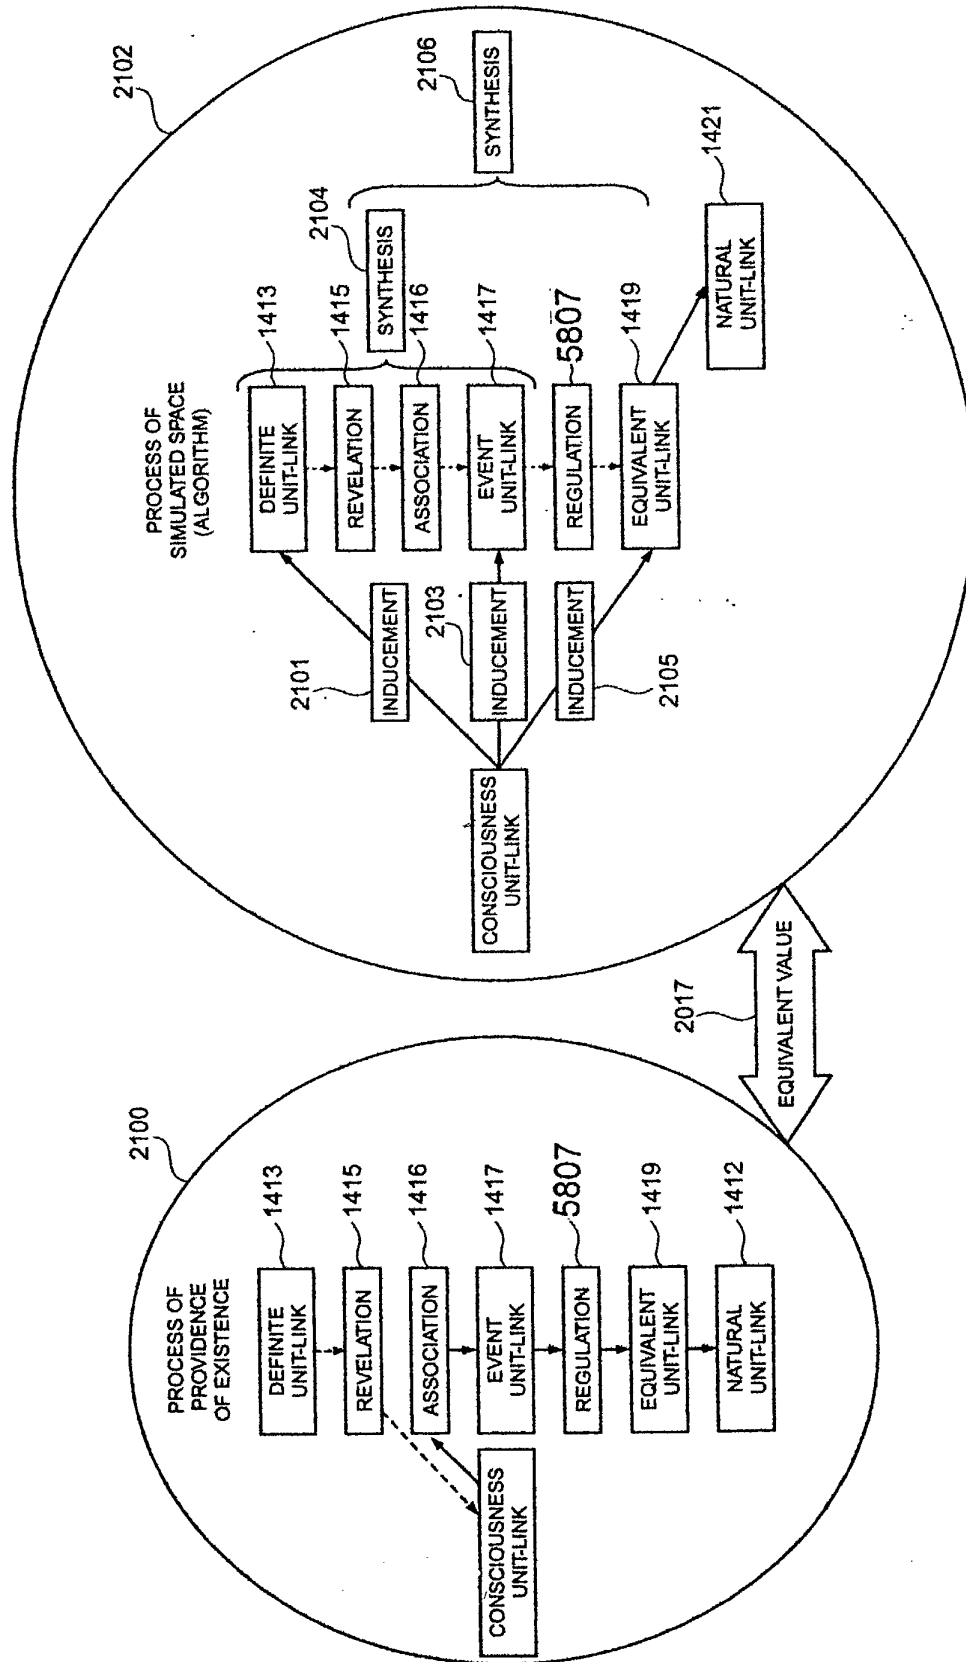 PROCESS OF
PROVIDENCE
OF EXISTENCE
2100
DEFINITE
UNIT-LINK
1413
REVELATION
1415
ASSOCIATION
1416
CONSCIOUSNESS
UNIT-LINK
EVENT
UNIT-LINK
1417
REGULATION
5807
EQUIVALENT
UNIT-LINK
1419
NATURAL
UNIT-LINK
1412
2017
EQUIVALENT VALUE
PROCESS OF
SIMULATED SPACE
(ALGORITHM)
2102
DEFINITE
UNIT-LINK
1413
REVELATION
1415
ASSOCIATION
1416
EVENT
UNIT-LINK
1417
REGULATION
5807
EQUIVALENT
UNIT-LINK
1419
NATURAL
UNIT-LINK
1421
CONSCIOUSNESS
UNIT-LINK
2101
INDUCEMENT
2103
INDUCEMENT
INDUCEMENT
2105
2104
SYNTHESIS
2106
SYNTHESIS